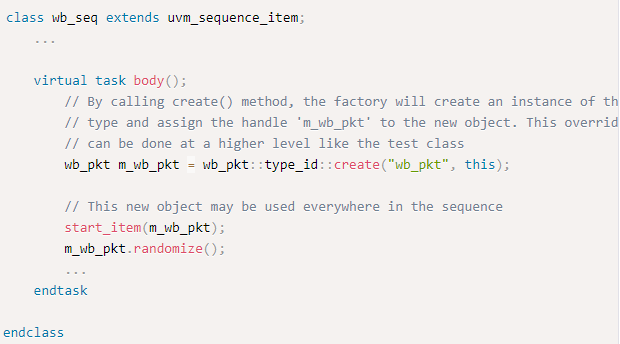 class wb_seq extends uvm_sequence_item;
...
virtual task body();
// By calling create() method, the factory will create an instance of th
// type and assign the handle 'm_wb_pkt' to the new object. This overrid
// can be done at a higher level like the test class
wb_pkt m_wb_pkt = wb_pkt::type_id::create("wb_pkt", this);
// This new object may be used everywhere in the sequence
start_item(m_wb_pkt);
m_wb_pkt.randomize();
...
endtask
endclass